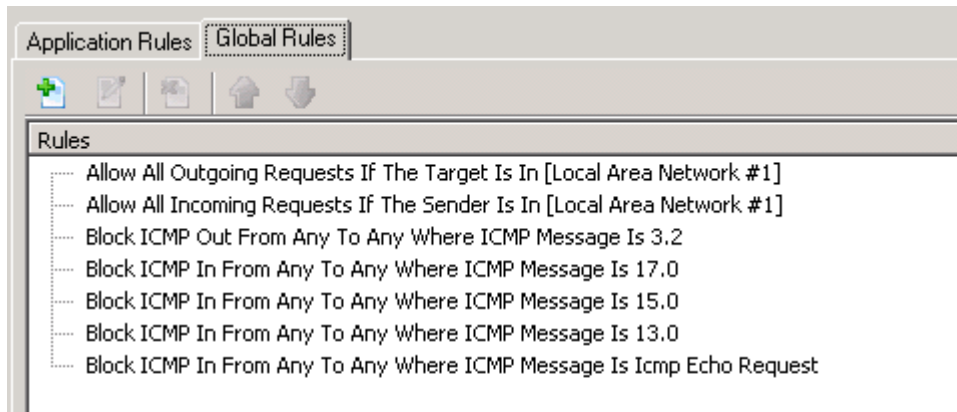 Application Rules Global Rules
Rules
Allow All Outgoing Requests If The Target Is In [Local Area Network #1]
Allow All Incoming Requests If The Sender Is In [Local Area Network #1]
Block ICMP Out From Any To Any Where ICMP Message Is 3.2
Block ICMP In From Any To Any Where ICMP Message Is 17.0
Block ICMP In From Any To Any Where ICMP Message Is 15.0
Block ICMP In From Any To Any Where ICMP Message Is 13.0
Block ICMP In From Any To Any Where ICMP Message Is Icmp Echo Request